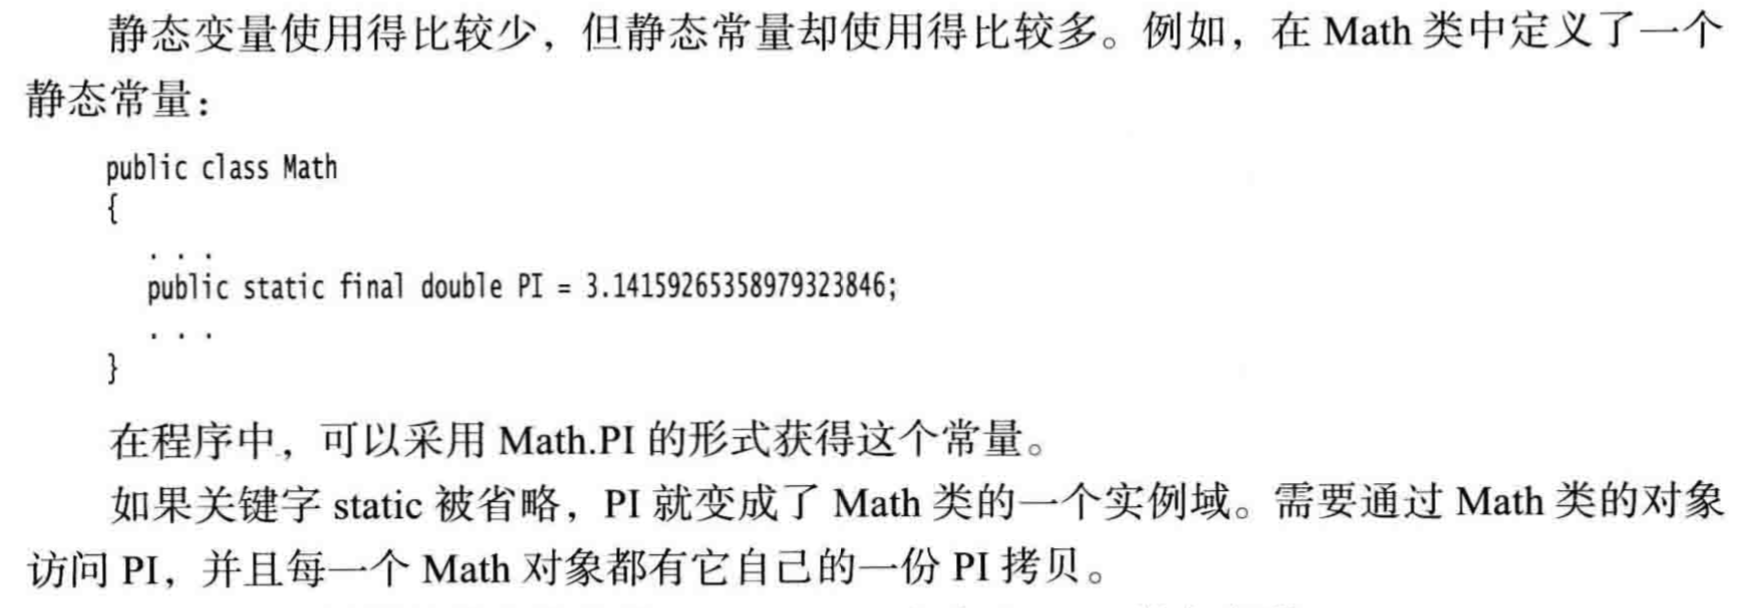 静态变量使用得比较少，但静态常量却使用得比较多。例如，在 Math 类中定义了一个
静态常量：
public class Math
{
. . .
public static final double PI = 3.14159265358979323846;
. . .
}
在程序中，可以采用 Math.PI 的形式获得这个常量。
如果关键字 static 被省略，PI 就变成了 Math 类的一个实例域。需要通过 Math 类的对象
访问 PI，并且每一个 Math 对象都有它自己的一份 PI 拷贝。